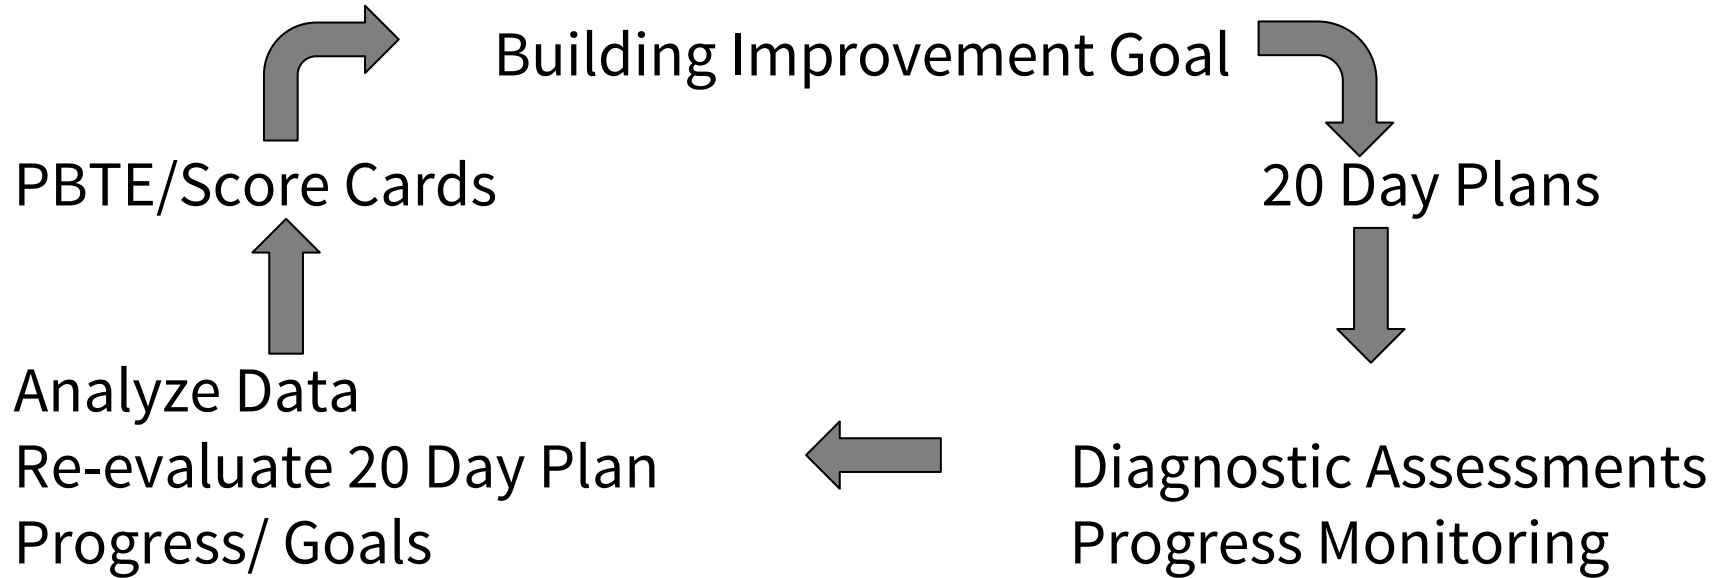 Building Improvement Goal
PBTE/Score Cards
20 Day Plans
Analyze Data
Re-evaluate 20 Day Plan
Progress/ Goals
Diagnostic Assessments
Progress Monitoring